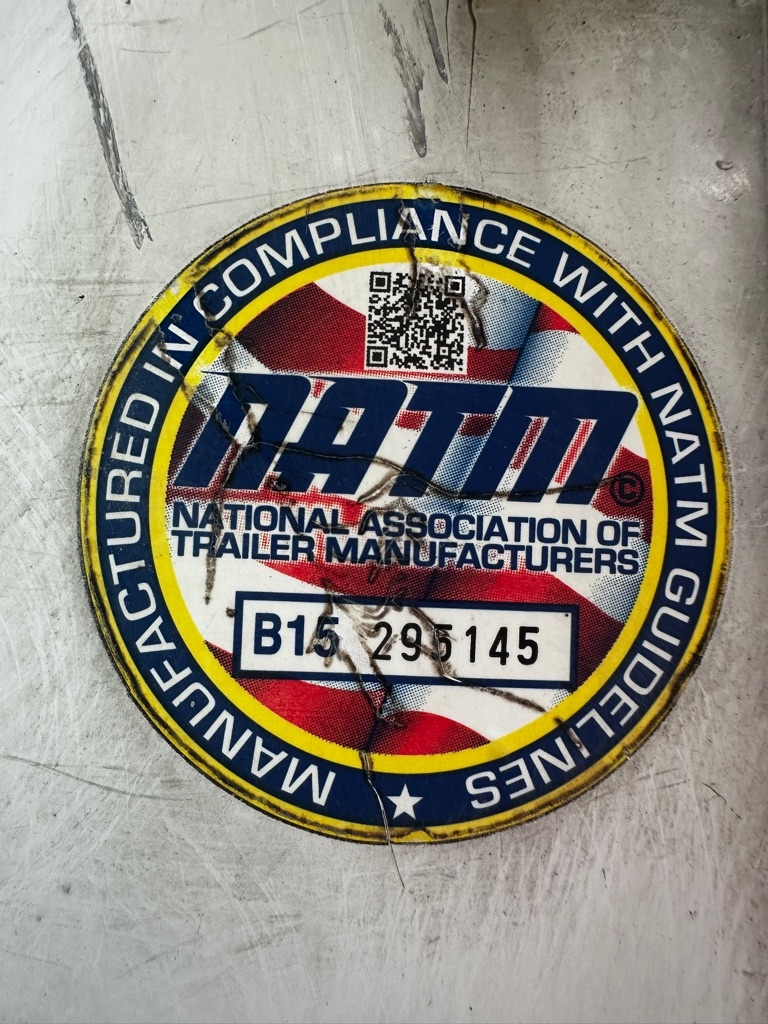 MANUFACTURED IN COMPLIANCE WITH NATM GUIDELINES
NATM ©
NATIONAL ASSOCIATION OF
TRAILER MANUFACTURERS
B15 295145